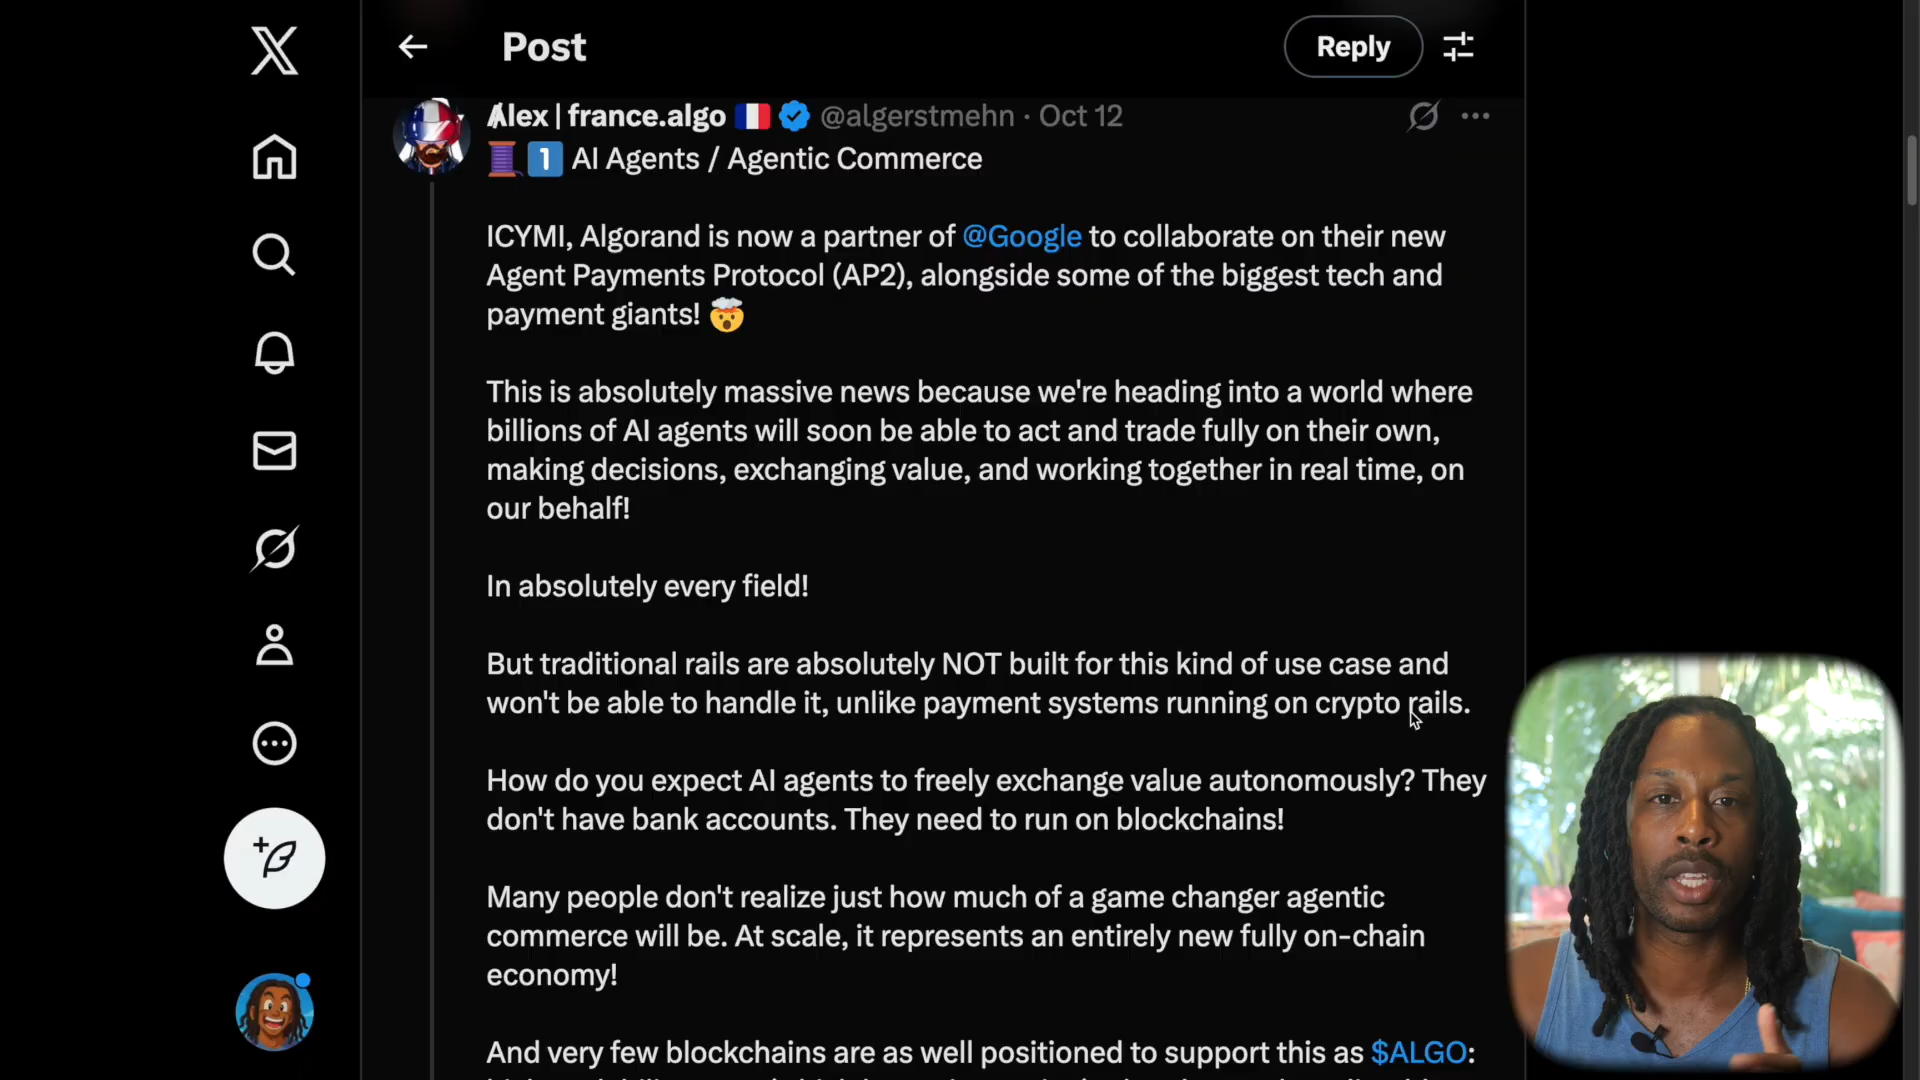 Post
Reply
Alex | france.algo 🇫🇷 @algerstmehn · Oct 12
🧵 1️⃣ AI Agents / Agentic Commerce
ICYMI, Algorand is now a partner of @Google to collaborate on their new
Agent Payments Protocol (AP2), alongside some of the biggest tech and
payment giants! 🤯
This is absolutely massive news because we're heading into a world where
billions of AI agents will soon be able to act and trade fully on their own,
making decisions, exchanging value, and working together in real time, on
our behalf!
In absolutely every field!
But traditional rails are absolutely NOT built for this kind of use case and
won't be able to handle it, unlike payment systems running on crypto rails.
How do you expect AI agents to freely exchange value autonomously? They
don't have bank accounts. They need to run on blockchains!
Many people don't realize just how much of a game changer agentic
commerce will be. At scale, it represents an entirely new fully on-chain
economy!
And very few blockchains are as well positioned to support this as $ALGO: